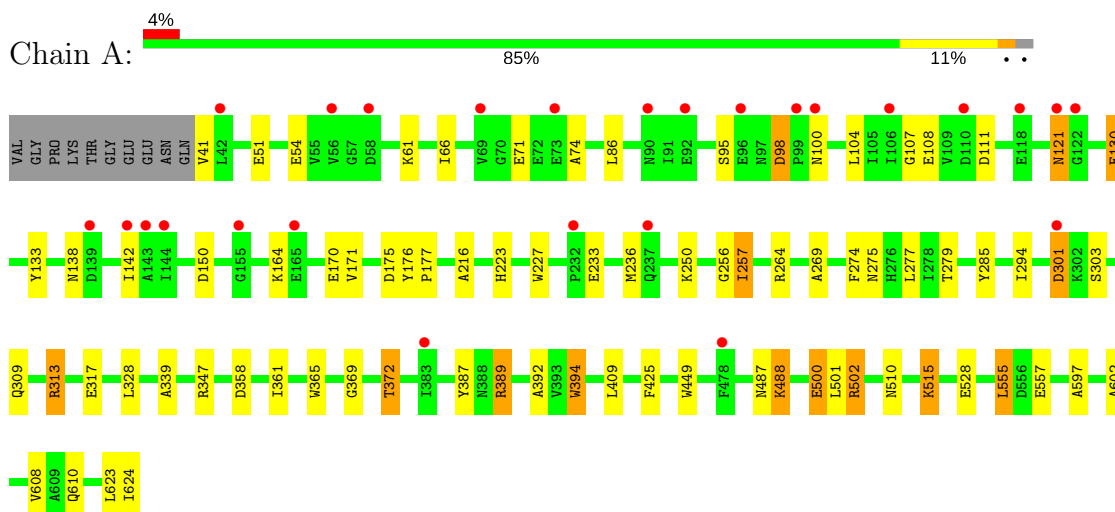 4%
Chain A:
85% 11% • •
VAL GLY PRO LYS THR GLY GLU GLU ASN GLN V41 L42 E51 E54 V55 V56 G57 D58 K61 I66 V69 G70 E71 E72 E73 A74 L86 N90 I91 E92 S95 E96 N97 D98 P99 N100 L104 I105 I106 G107 E108 V109 D110 D111 E118 N121 G122
Y133 N138 D139 I142 A143 I144 D150 G155 K164 E165 E170 V171 D175 Y176 P177 A216 H223 W227 P232 E233 M236 Q237 K250 G256 I257 R264 A269 F274 N275 H276 L277 I278 T279 Y285 I294 D301 K302 S303
Q309 R313 E317 L328 A339 R347 D358 I361 W365 G369 T372 I383 Y387 N388 R389 A392 V393 W394 L409 F425 W449 F478 N487 K488 E500 L501 R502 N510 K515 E528 L555 D556 E557 A597
V608 A609 Q610 L623 I624